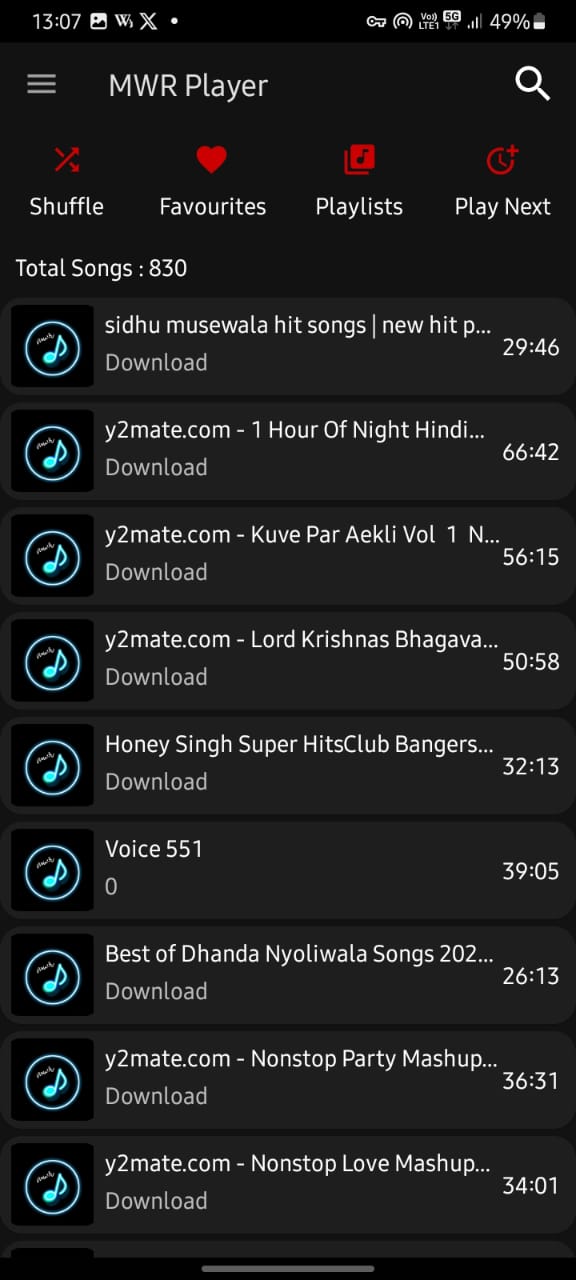 13:07
Vo))
LTE1
5G
49%
MWR Player
Shuffle Favourites Playlists Play Next
Total Songs : 830
sidhu musewala hit songs | new hit p...
Download
29:46
y2mate.com - 1 Hour Of Night Hindi...
Download
66:42
y2mate.com - Kuve Par Aekli Vol 1 N...
Download
56:15
y2mate.com - Lord Krishnas Bhagava...
Download
50:58
Honey Singh Super HitsClub Bangers...
Download
32:13
Voice 551
0
39:05
Best of Dhanda Nyoliwala Songs 202...
Download
26:13
y2mate.com - Nonstop Party Mashup...
Download
36:31
y2mate.com - Nonstop Love Mashup...
Download
34:01